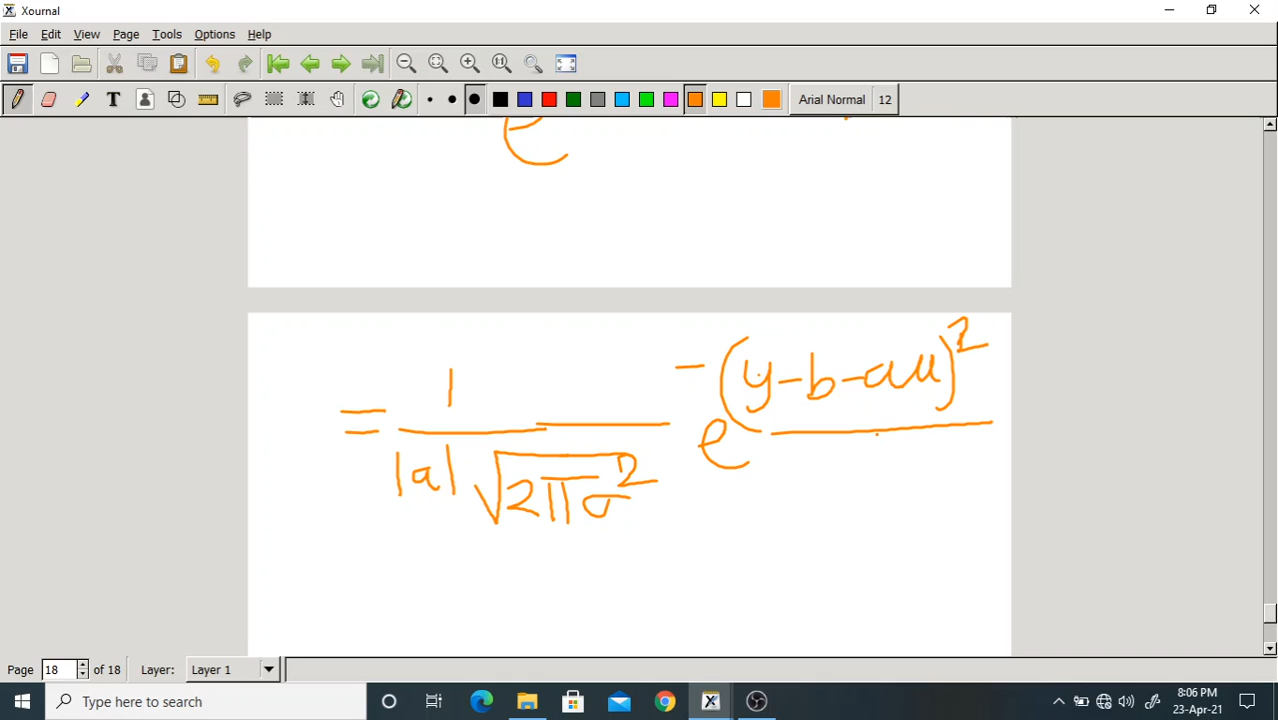 Xournal
File Edit View Page Tools Options Help
Arial Normal 12
e
= 1 / |a| √2πσ² e^ -(y-b-aμ)²
Page 18 of 18 Layer: Layer 1
Type here to search
8:06 PM
23-Apr-21